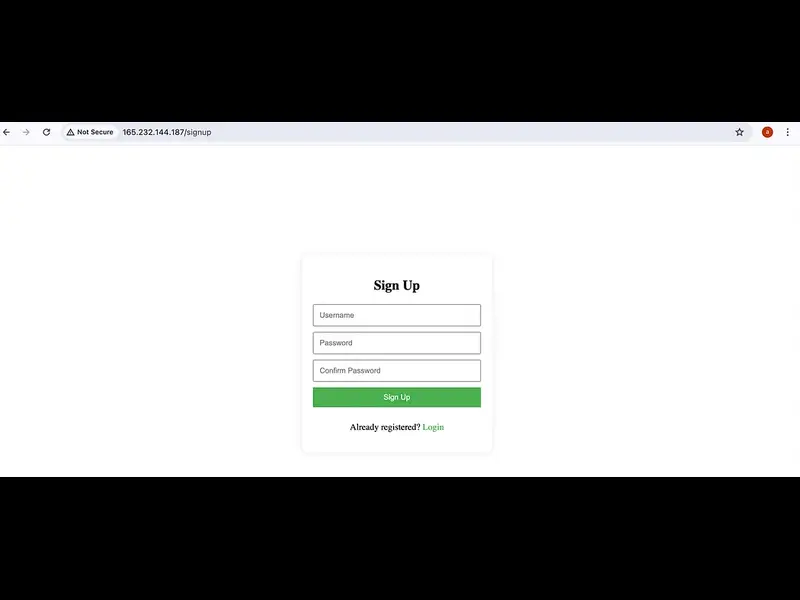 Not Secure 165.232.144.187/signup
a
Sign Up
Username
Password
Confirm Password
Sign Up
Already registered? Login